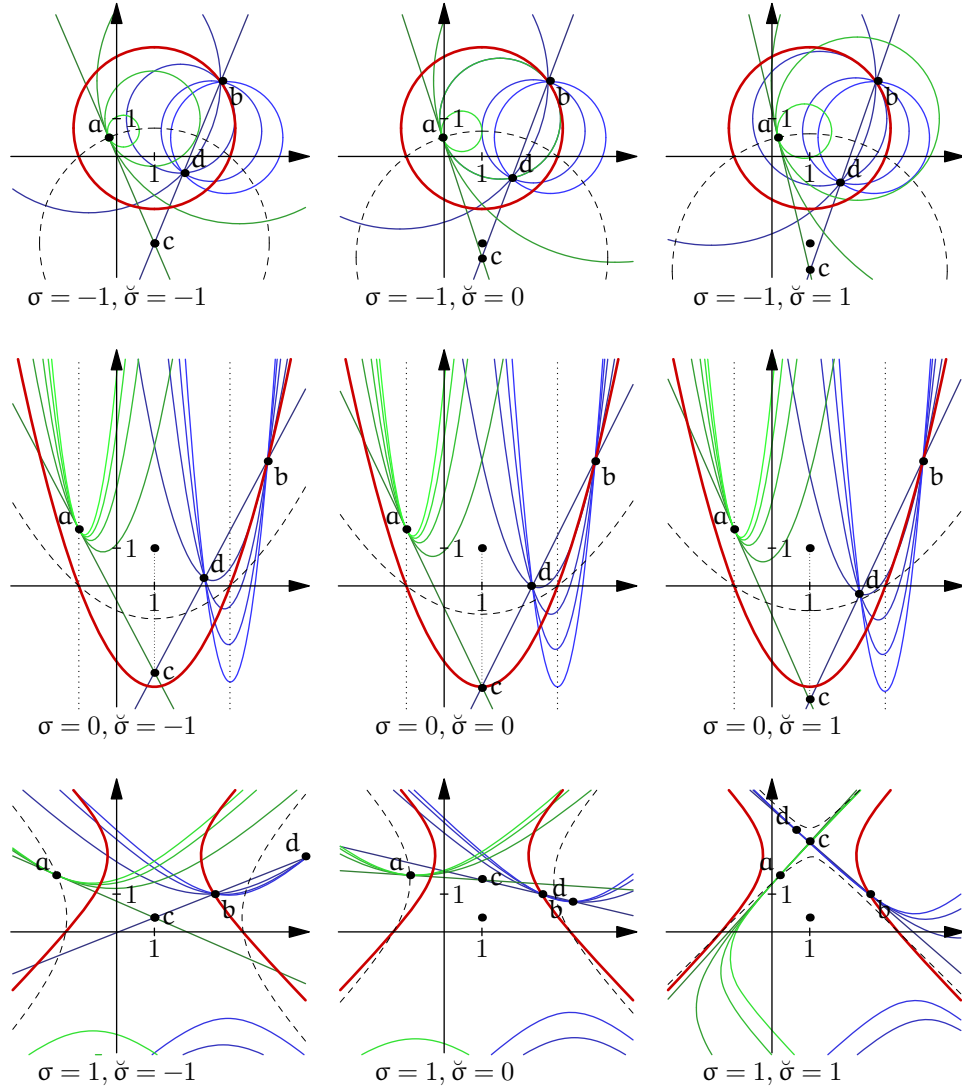 a 1 b
1 d
c
σ = −1, σ̆ = −1
a 1 b
1 d
c
σ = −1, σ̆ = 0
a 1 b
1 d
c
σ = −1, σ̆ = 1
a b
1 d
1
c
σ = 0, σ̆ = −1
a b
1 d
1
c
σ = 0, σ̆ = 0
a b
1 d
1
c
σ = 0, σ̆ = 1
a d
1 c b
1
σ = 1, σ̆ = −1
a c d
1 b
1
σ = 1, σ̆ = 0
d c
a
1 b
1
σ = 1, σ̆ = 1